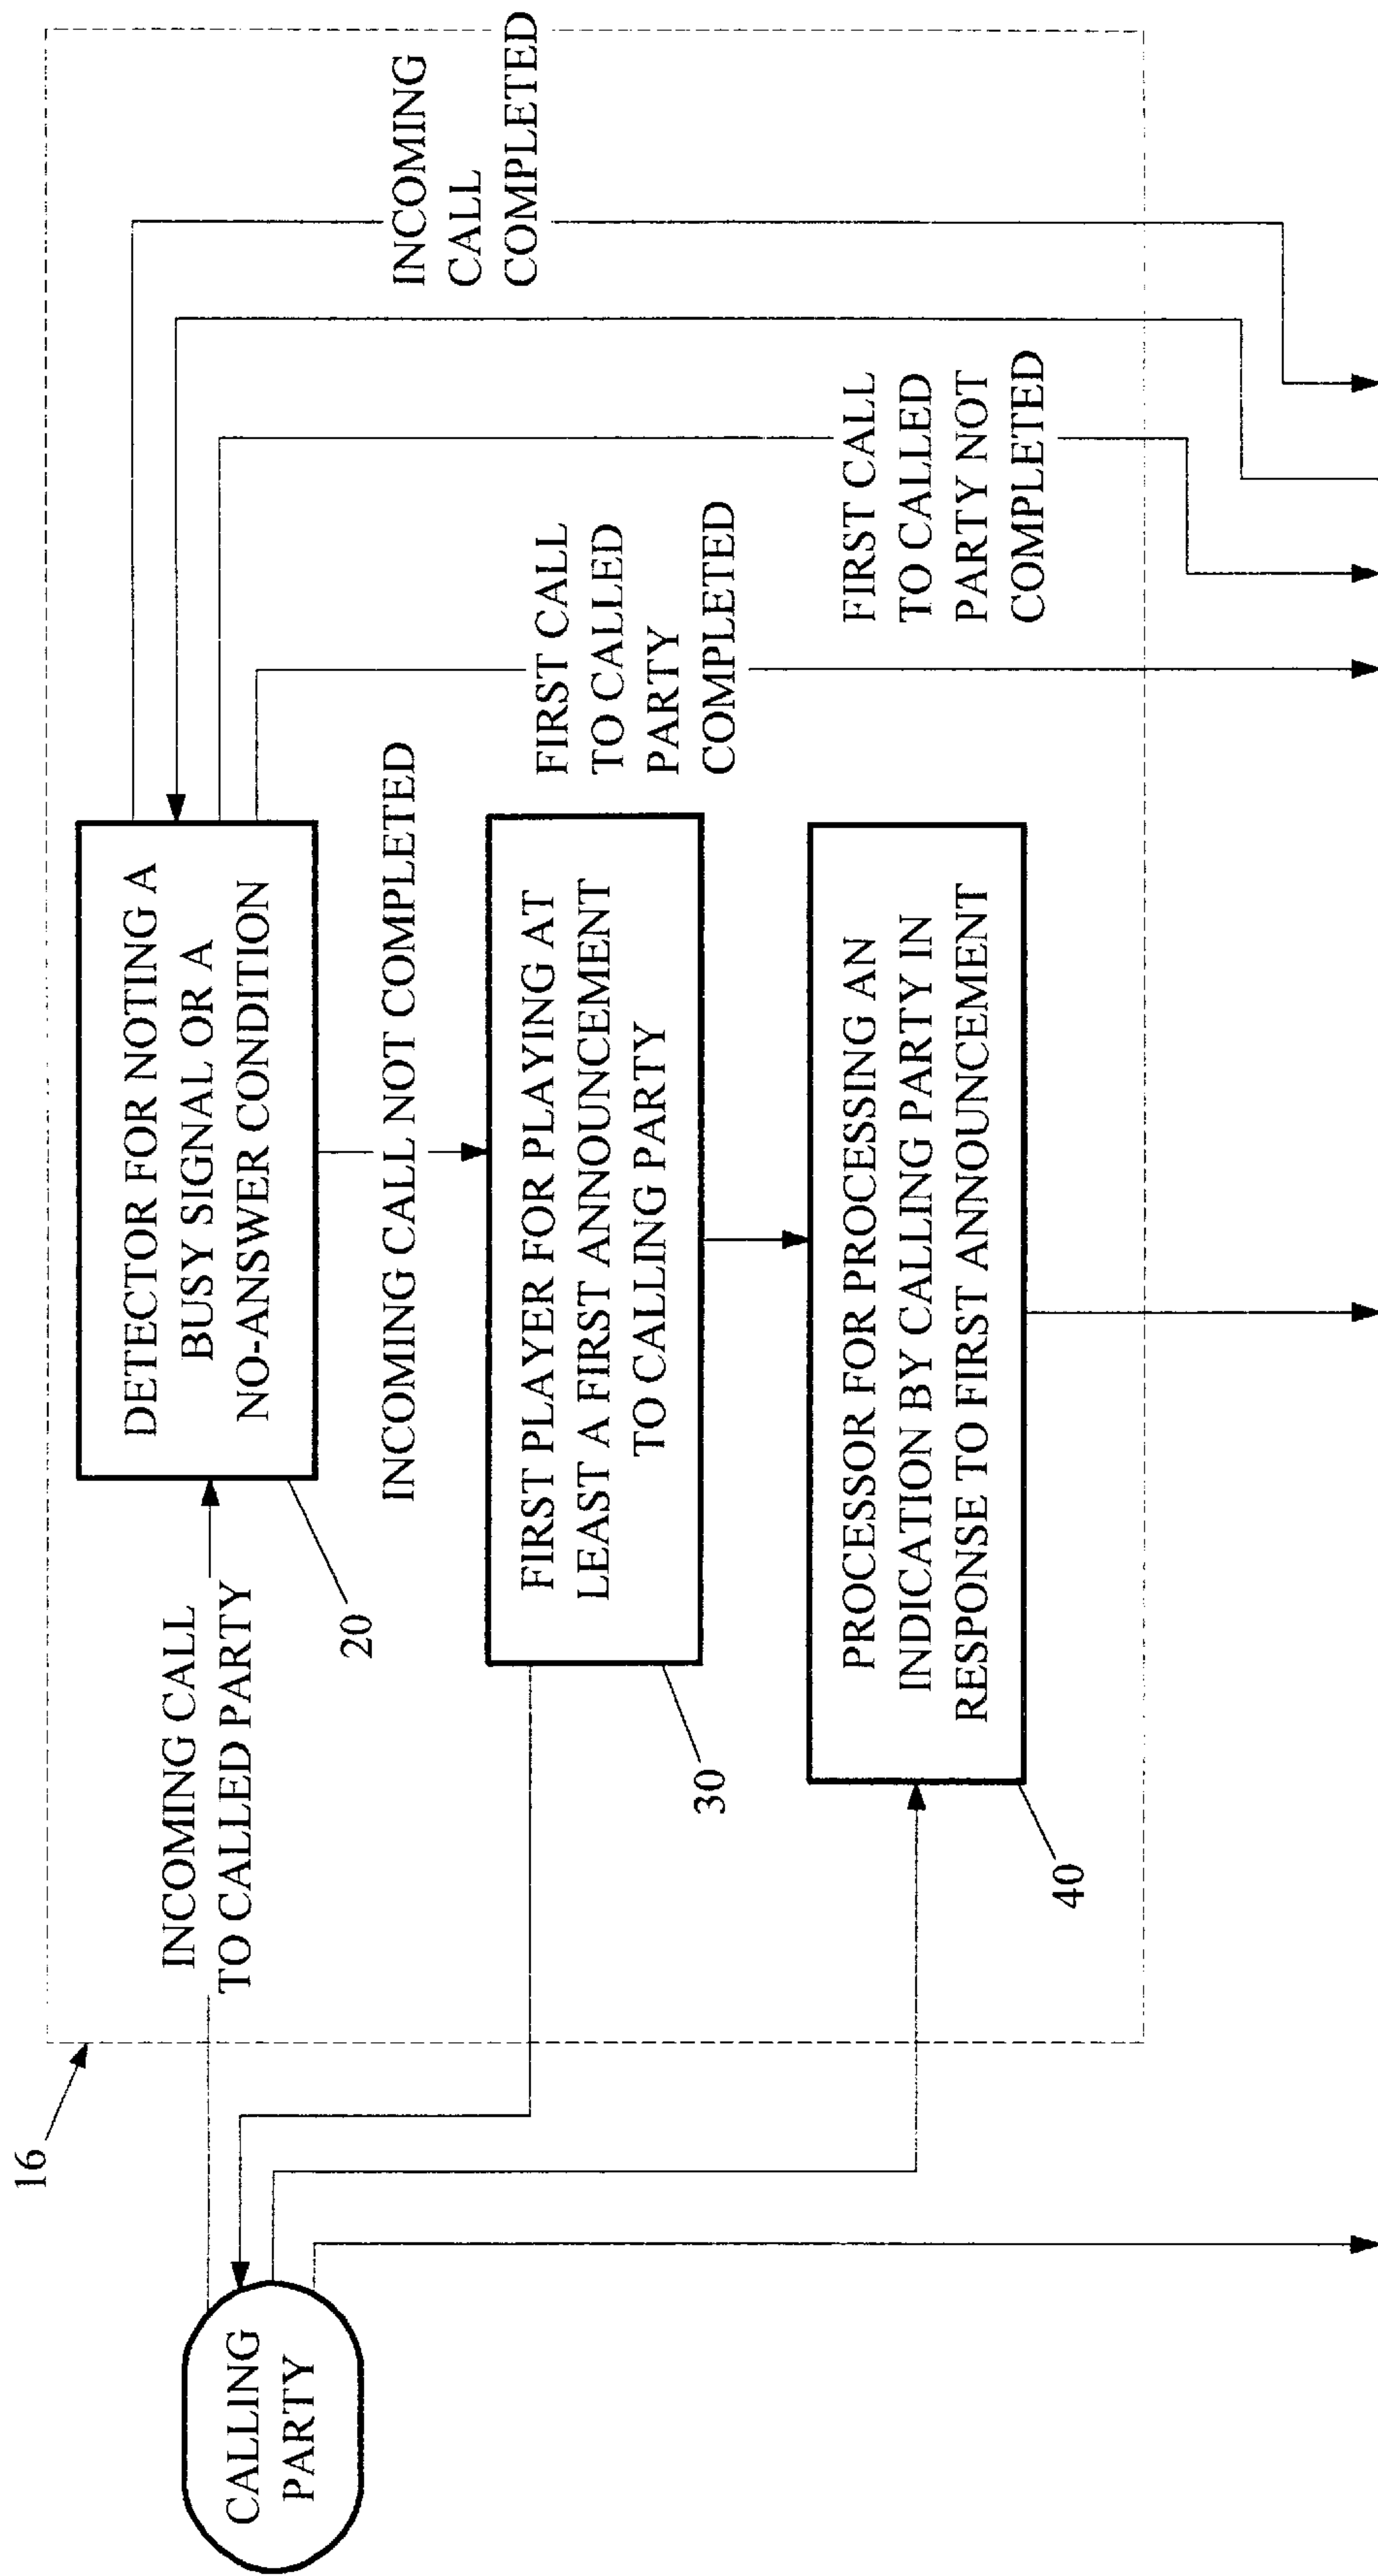 16
CALLING
PARTY
INCOMING CALL
TO CALLED PARTY
DETECTOR FOR NOTING A
BUSY SIGNAL OR A
NO-ANSWER CONDITION
20
INCOMING CALL NOT COMPLETED
FIRST PLAYER FOR PLAYING AT
LEAST A FIRST ANNOUNCEMENT
TO CALLING PARTY
30
PROCESSOR FOR PROCESSING AN
INDICATION BY CALLING PARTY IN
RESPONSE TO FIRST ANNOUNCEMENT
40
FIRST CALL
TO CALLED
PARTY
COMPLETED
FIRST CALL
TO CALLED
PARTY NOT
COMPLETED
INCOMING
CALL
COMPLETED